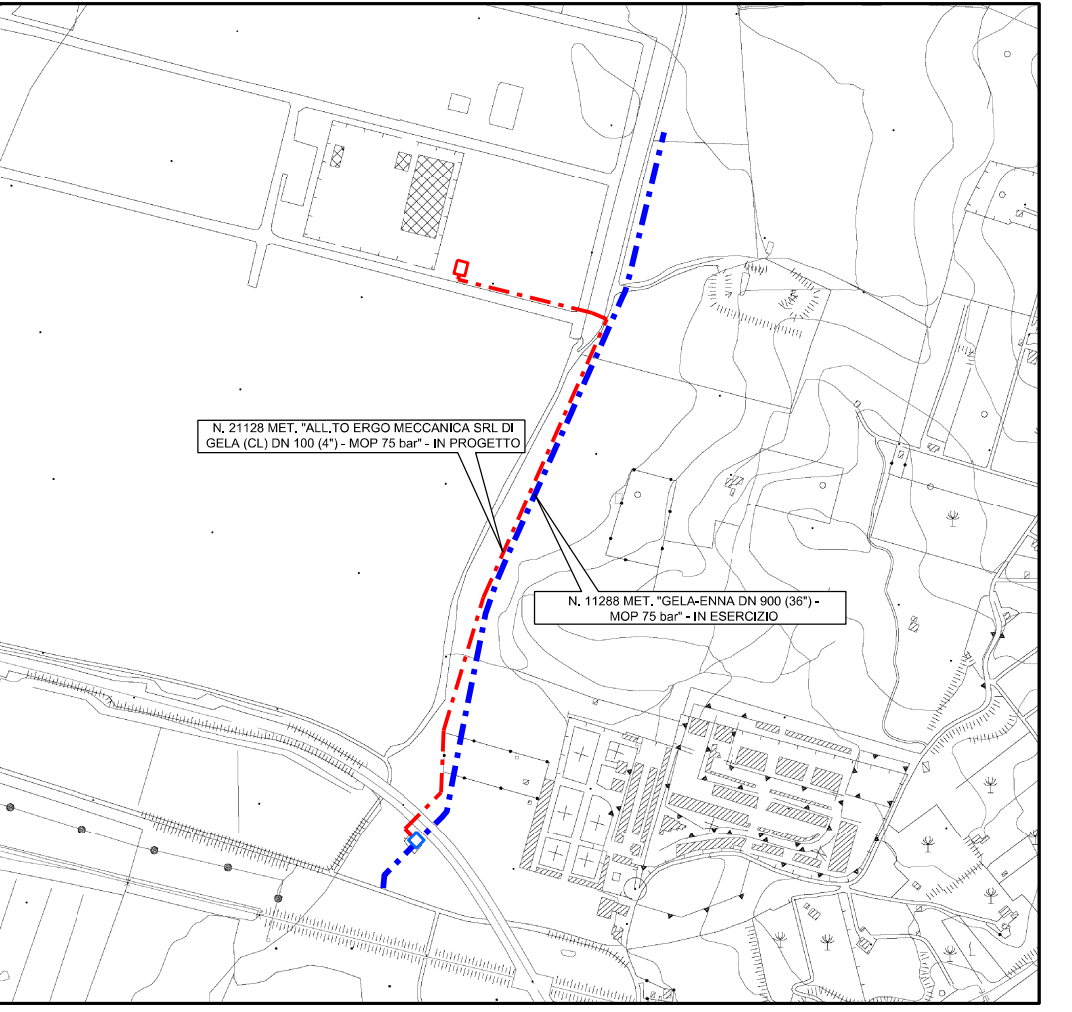 N. 21128 MET. "ALL.TO ERGO MECCANICA SRL DI
GELA (CL) DN 100 (4") - MOP 75 bar" - IN PROGETTO
N. 11288 MET. "GELA-ENNA DN 900 (36") -
MOP 75 bar" - IN ESERCIZIO